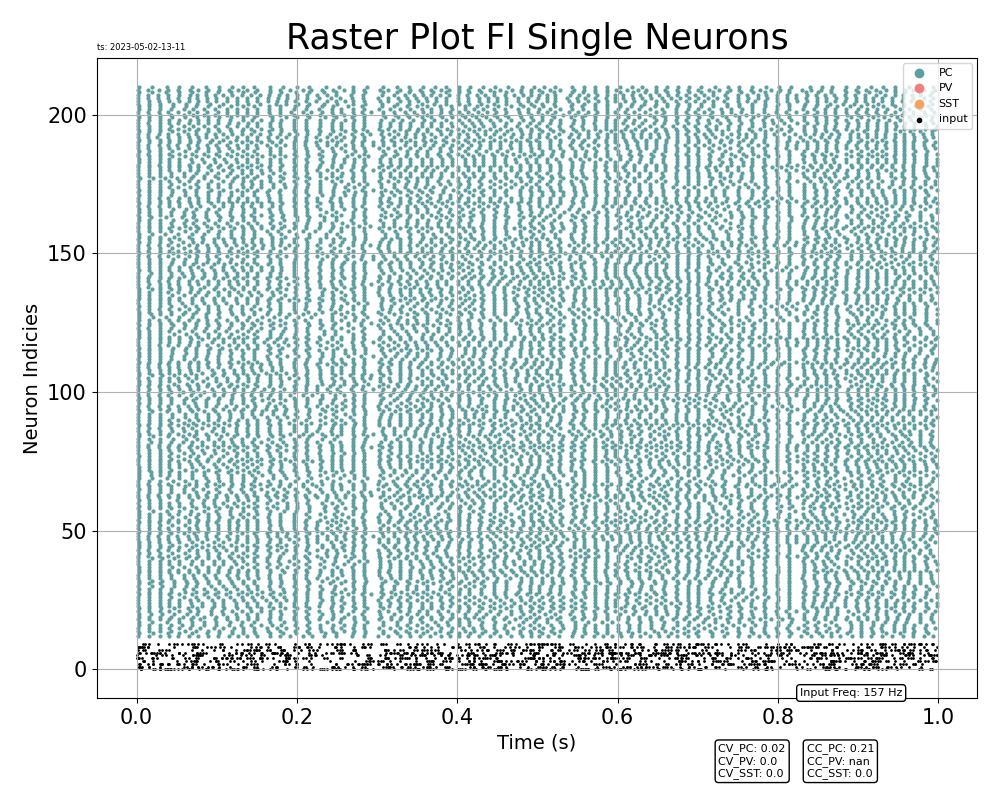 Raster Plot FI Single Neurons
ts: 2023-05-02-13-11
PC
PV
SST
input
200
150
100
50
0
Neuron Indicies
0.0 0.2 0.4 0.6 0.8 1.0
Time (s)
Input Freq: 157 Hz
CV_PC: 0.02
CV_PV: 0.0
CV_SST: 0.0
CC_PC: 0.21
CC_PV: nan
CC_SST: 0.0